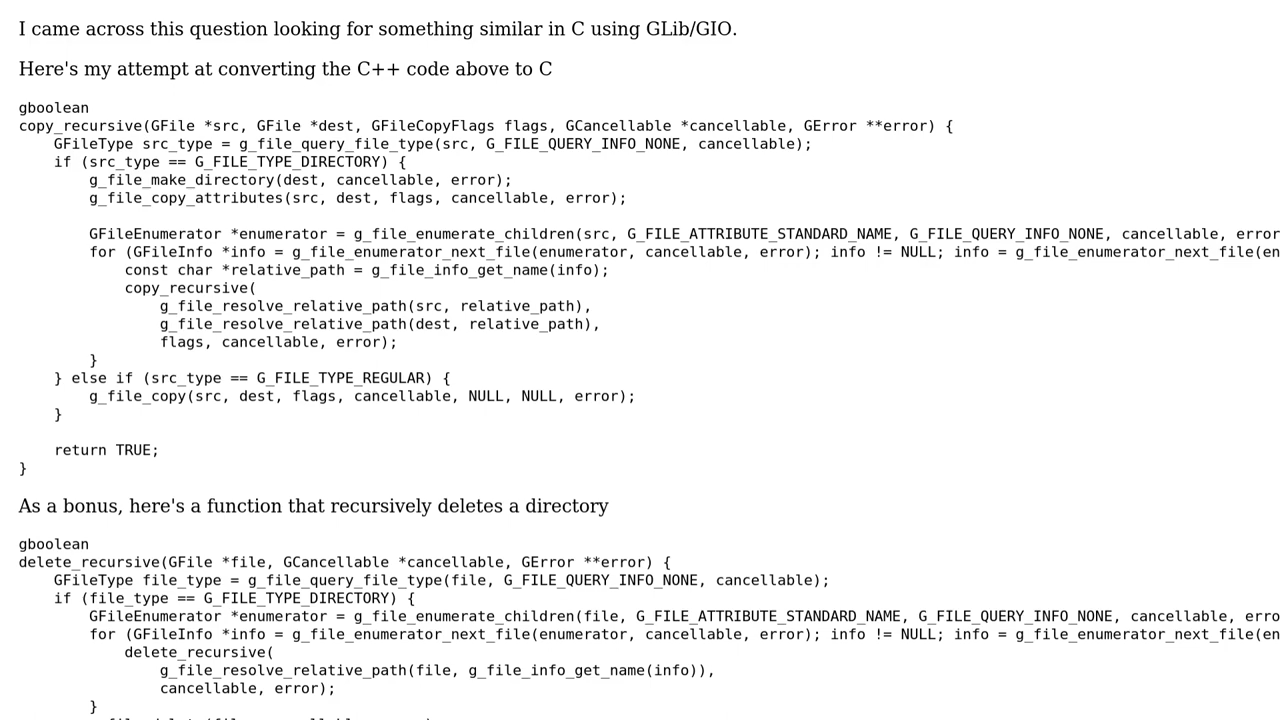 I came across this question looking for something similar in C using GLib/GIO.
Here's my attempt at converting the C++ code above to C
gboolean
copy_recursive(GFile *src, GFile *dest, GFileCopyFlags flags, GCancellable *cancellable, GError **error) {
    GFileType src_type = g_file_query_file_type(src, G_FILE_QUERY_INFO_NONE, cancellable);
    if (src_type == G_FILE_TYPE_DIRECTORY) {
        g_file_make_directory(dest, cancellable, error);
        g_file_copy_attributes(src, dest, flags, cancellable, error);

        GFileEnumerator *enumerator = g_file_enumerate_children(src, G_FILE_ATTRIBUTE_STANDARD_NAME, G_FILE_QUERY_INFO_NONE, cancellable, error
        for (GFileInfo *info = g_file_enumerator_next_file(enumerator, cancellable, error); info != NULL; info = g_file_enumerator_next_file(en
            const char *relative_path = g_file_info_get_name(info);
            copy_recursive(
                g_file_resolve_relative_path(src, relative_path),
                g_file_resolve_relative_path(dest, relative_path),
                flags, cancellable, error);
        }
    } else if (src_type == G_FILE_TYPE_REGULAR) {
        g_file_copy(src, dest, flags, cancellable, NULL, NULL, error);
    }

    return TRUE;
}
As a bonus, here's a function that recursively deletes a directory
gboolean
delete_recursive(GFile *file, GCancellable *cancellable, GError **error) {
    GFileType file_type = g_file_query_file_type(file, G_FILE_QUERY_INFO_NONE, cancellable);
    if (file_type == G_FILE_TYPE_DIRECTORY) {
        GFileEnumerator *enumerator = g_file_enumerate_children(file, G_FILE_ATTRIBUTE_STANDARD_NAME, G_FILE_QUERY_INFO_NONE, cancellable, erro
        for (GFileInfo *info = g_file_enumerator_next_file(enumerator, cancellable, error); info != NULL; info = g_file_enumerator_next_file(en
            delete_recursive(
                g_file_resolve_relative_path(file, g_file_info_get_name(info)),
                cancellable, error);
        }